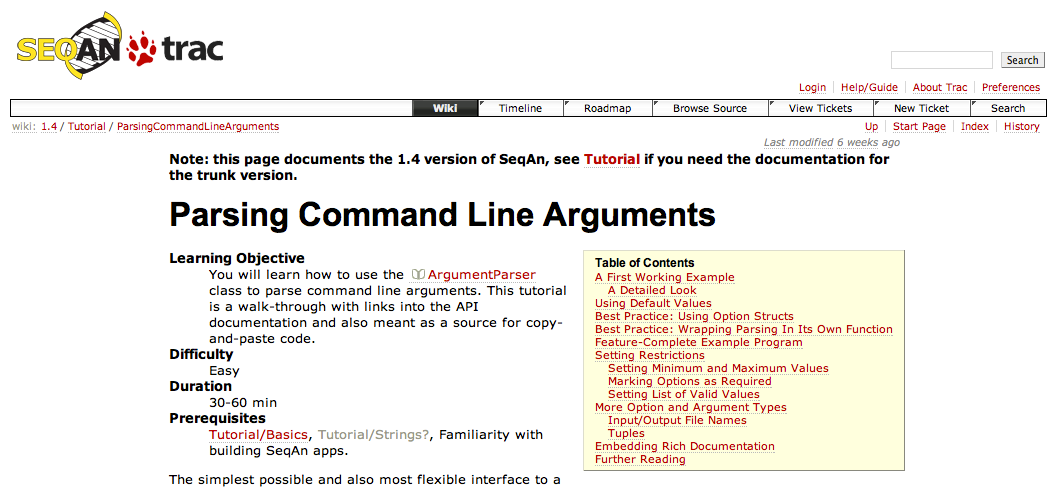 SEQAN trac
Search
Login Help/Guide About Trac Preferences
Wiki Timeline Roadmap Browse Source View Tickets New Ticket Search
wiki: 1.4 / Tutorial / ParsingCommandLineArguments
Up Start Page Index History
Last modified 6 weeks ago
Note: this page documents the 1.4 version of SeqAn, see Tutorial if you need the documentation for
the trunk version.
Parsing Command Line Arguments
Learning Objective
You will learn how to use the ArgumentParser
class to parse command line arguments. This tutorial
is a walk-through with links into the API
documentation and also meant as a source for copy-
and-paste code.
Difficulty
Easy
Duration
30-60 min
Prerequisites
Tutorial/Basics, Tutorial/Strings?, Familiarity with
building SeqAn apps.
The simplest possible and also most flexible interface to a
Table of Contents
A First Working Example
A Detailed Look
Using Default Values
Best Practice: Using Option Structs
Best Practice: Wrapping Parsing In Its Own Function
Feature-Complete Example Program
Setting Restrictions
Setting Minimum and Maximum Values
Marking Options as Required
Setting List of Valid Values
More Option and Argument Types
Input/Output File Names
Tuples
Embedding Rich Documentation
Further Reading